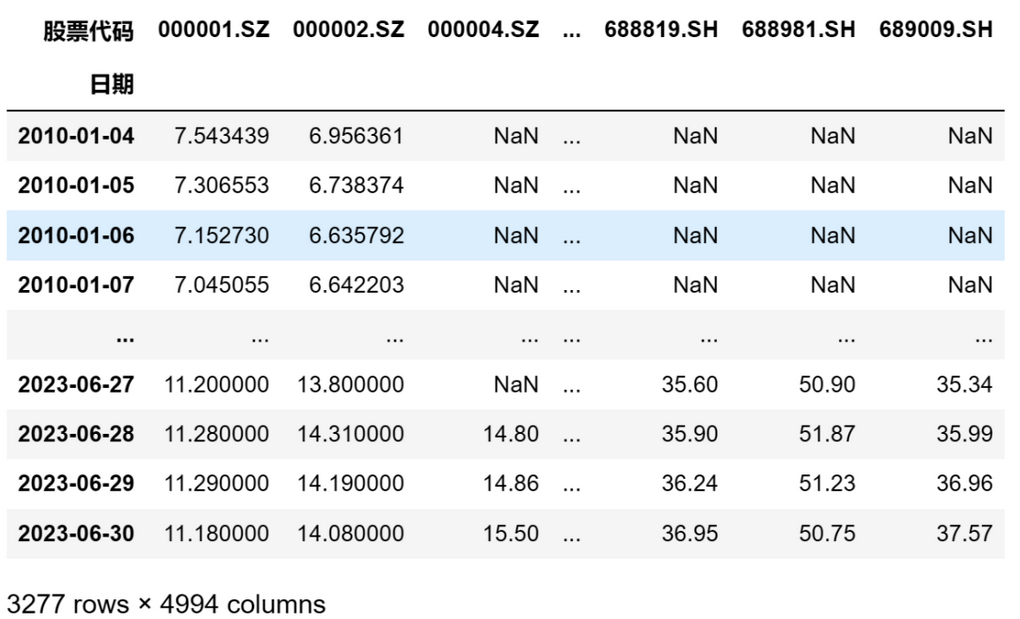 股票代码 000001.SZ 000002.SZ 000004.SZ ... 688819.SH 688981.SH 689009.SH
日期
2010-01-04 7.543439 6.956361 NaN ... NaN NaN NaN
2010-01-05 7.306553 6.738374 NaN ... NaN NaN NaN
2010-01-06 7.152730 6.635792 NaN ... NaN NaN NaN
2010-01-07 7.045055 6.642203 NaN ... NaN NaN NaN
... ... ... ... ... ... ... ...
2023-06-27 11.200000 13.800000 NaN ... 35.60 50.90 35.34
2023-06-28 11.280000 14.310000 14.80 ... 35.90 51.87 35.99
2023-06-29 11.290000 14.190000 14.86 ... 36.24 51.23 36.96
2023-06-30 11.180000 14.080000 15.50 ... 36.95 50.75 37.57
3277 rows × 4994 columns